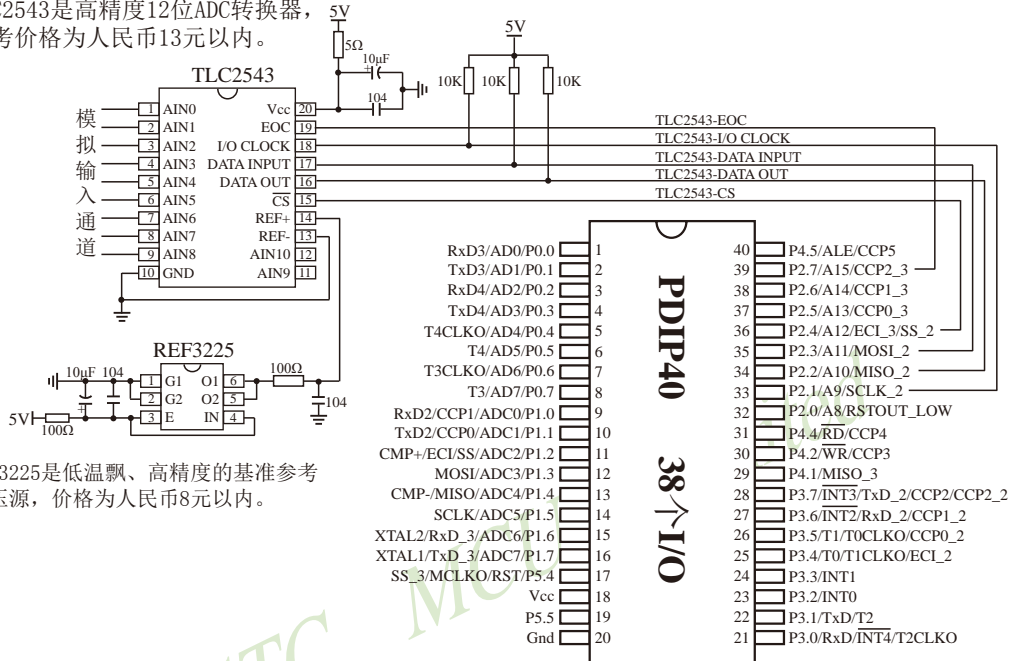 C2543是高精度12位ADC转换器，
考价格为人民币13元以内。
5V
5Ω
10μF
104
5V
10K
10K
10K
TLC2543
模拟输入通道
1 AIN0
2 AIN1
3 AIN2
4 AIN3
5 AIN4
6 AIN5
7 AIN6
8 AIN7
9 AIN8
10 GND
Vcc 20
EOC 19
I/O CLOCK 18
DATA INPUT 17
DATA OUT 16
CS 15
REF+ 14
REF- 13
AIN10 12
AIN9 11
TLC2543-EOC
TLC2543-I/O CLOCK
TLC2543-DATA INPUT
TLC2543-DATA OUT
TLC2543-CS
REF3225
10μF 104
1 G1
2 G2
3 E
O1 6
O2 5
IN 4
100Ω
104
5V
100Ω
3225是低温飘、高精度的基准参考
压源，价格为人民币8元以内。
PDIP40 38个I/O
RxD3/AD0/P0.0 1
TxD3/AD1/P0.1 2
RxD4/AD2/P0.2 3
TxD4/AD3/P0.3 4
T4CLKO/AD4/P0.4 5
T4/AD5/P0.5 6
T3CLKO/AD6/P0.6 7
T3/AD7/P0.7 8
RxD2/CCP1/ADC0/P1.0 9
TxD2/CCP0/ADC1/P1.1 10
CMP+/ECI/SS/ADC2/P1.2 11
MOSI/ADC3/P1.3 12
CMP-/MISO/ADC4/P1.4 13
SCLK/ADC5/P1.5 14
XTAL2/RxD_3/ADC6/P1.6 15
XTAL1/TxD_3/ADC7/P1.7 16
SS_3/MCLKO/RST/P5.4 17
Vcc 18
P5.5 19
Gnd 20
40 P4.5/ALE/CCP5
39 P2.7/A15/CCP2_3
38 P2.6/A14/CCP1_3
37 P2.5/A13/CCP0_3
36 P2.4/A12/ECI_3/SS_2
35 P2.3/A11/MOSI_2
34 P2.2/A10/MISO_2
33 P2.1/A9/SCLK_2
32 P2.0/A8/RSTOUT_LOW
31 P4.4/RD/CCP4
30 P4.2/WR/CCP3
29 P4.1/MISO_3
28 P3.7/INT3/TxD_2/CCP2/CCP2_2
27 P3.6/INT2/RxD_2/CCP1_2
26 P3.5/T1/T0CLKO/CCP0_2
25 P3.4/T0/T1CLKO/ECI_2
24 P3.3/INT1
23 P3.2/INT0
22 P3.1/TxD/T2
21 P3.0/RxD/INT4/T2CLKO
MCU